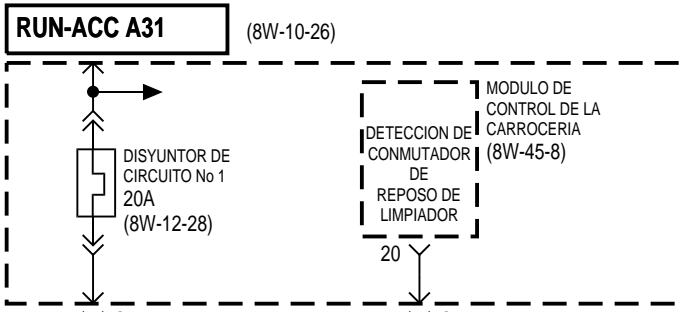 RUN-ACC A31
(8W-10-26)
DISYUNTOR DE
CIRCUITO No 1
20A
(8W-12-28)
DETECCION DE
CONMUTADOR
DE
REPOSO DE
LIMPIADOR
MODULO DE
CONTROL DE LA
CARROCERIA
(8W-45-8)
20